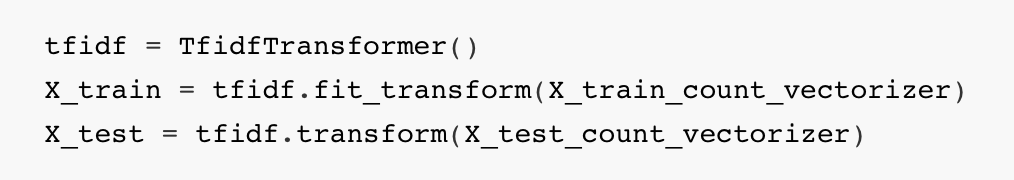 tfidf = TfidfTransformer()
X_train = tfidf.fit_transform(X_train_count_vectorizer)
X_test = tfidf.transform(X_test_count_vectorizer)